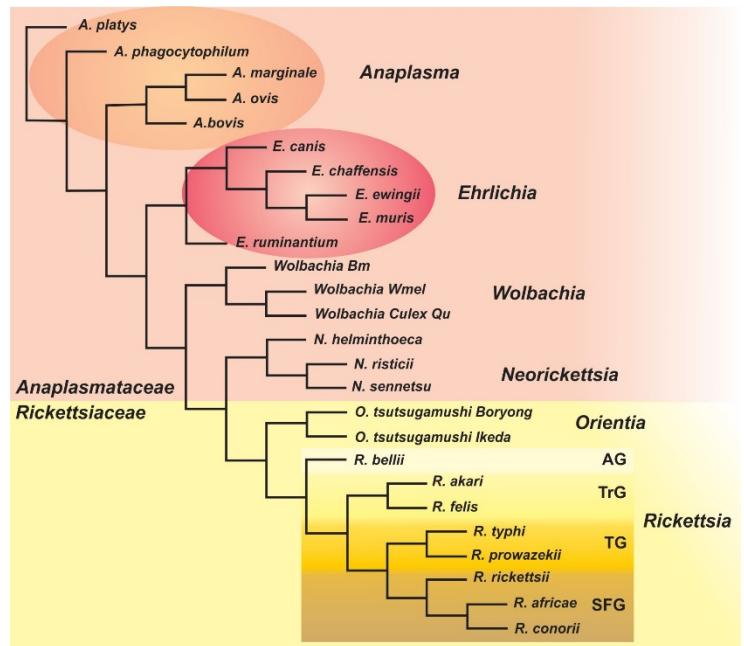 A. platys
A. phagocytophilum
A. marginale
Anaplasma
A. ovis
A.bovis
E. canis
E. chaffensis
E. ewingii
Ehrlichia
E. muris
E. ruminantium
Wolbachia Bm
Wolbachia Wmel
Wolbachia
Wolbachia Culex Qu
N. helminthoeca
N. risticii
Neorickettsia
N. sennetsu
Anaplasmataceae
Rickettsiaceae
O. tsutsugamushi Boryong
Orientia
O. tsutsugamushi Ikeda
R. bellii AG
R. akari
TrG
R. felis
Rickettsia
R. typhi
TG
R. prowazekii
R. rickettsii
R. africae SFG
R. conorii